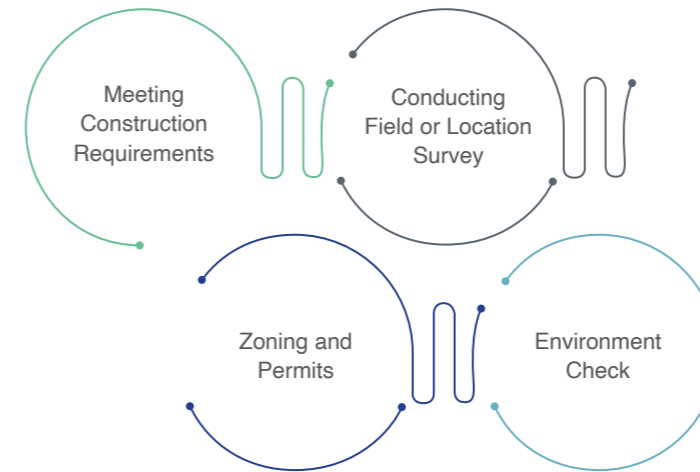 Meeting
Construction
Requirements
Conducting
Field or Location
Survey
Zoning and
Permits
Environment
Check